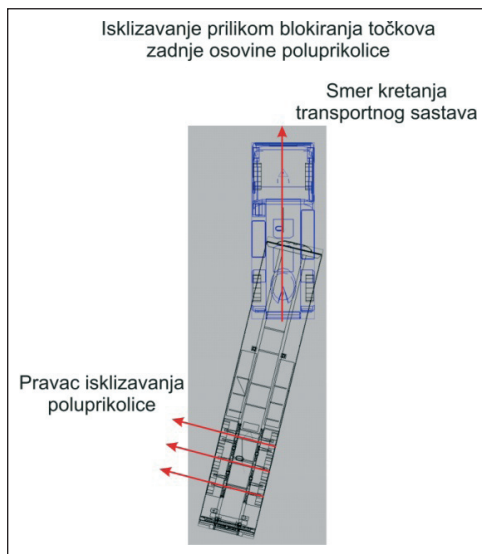 Isklizavanje prilikom blokiranja točkova
zadnje osovine poluprikolice
Smer kretanja
transportnog sastava
Pravac isklizavanja
poluprikolice